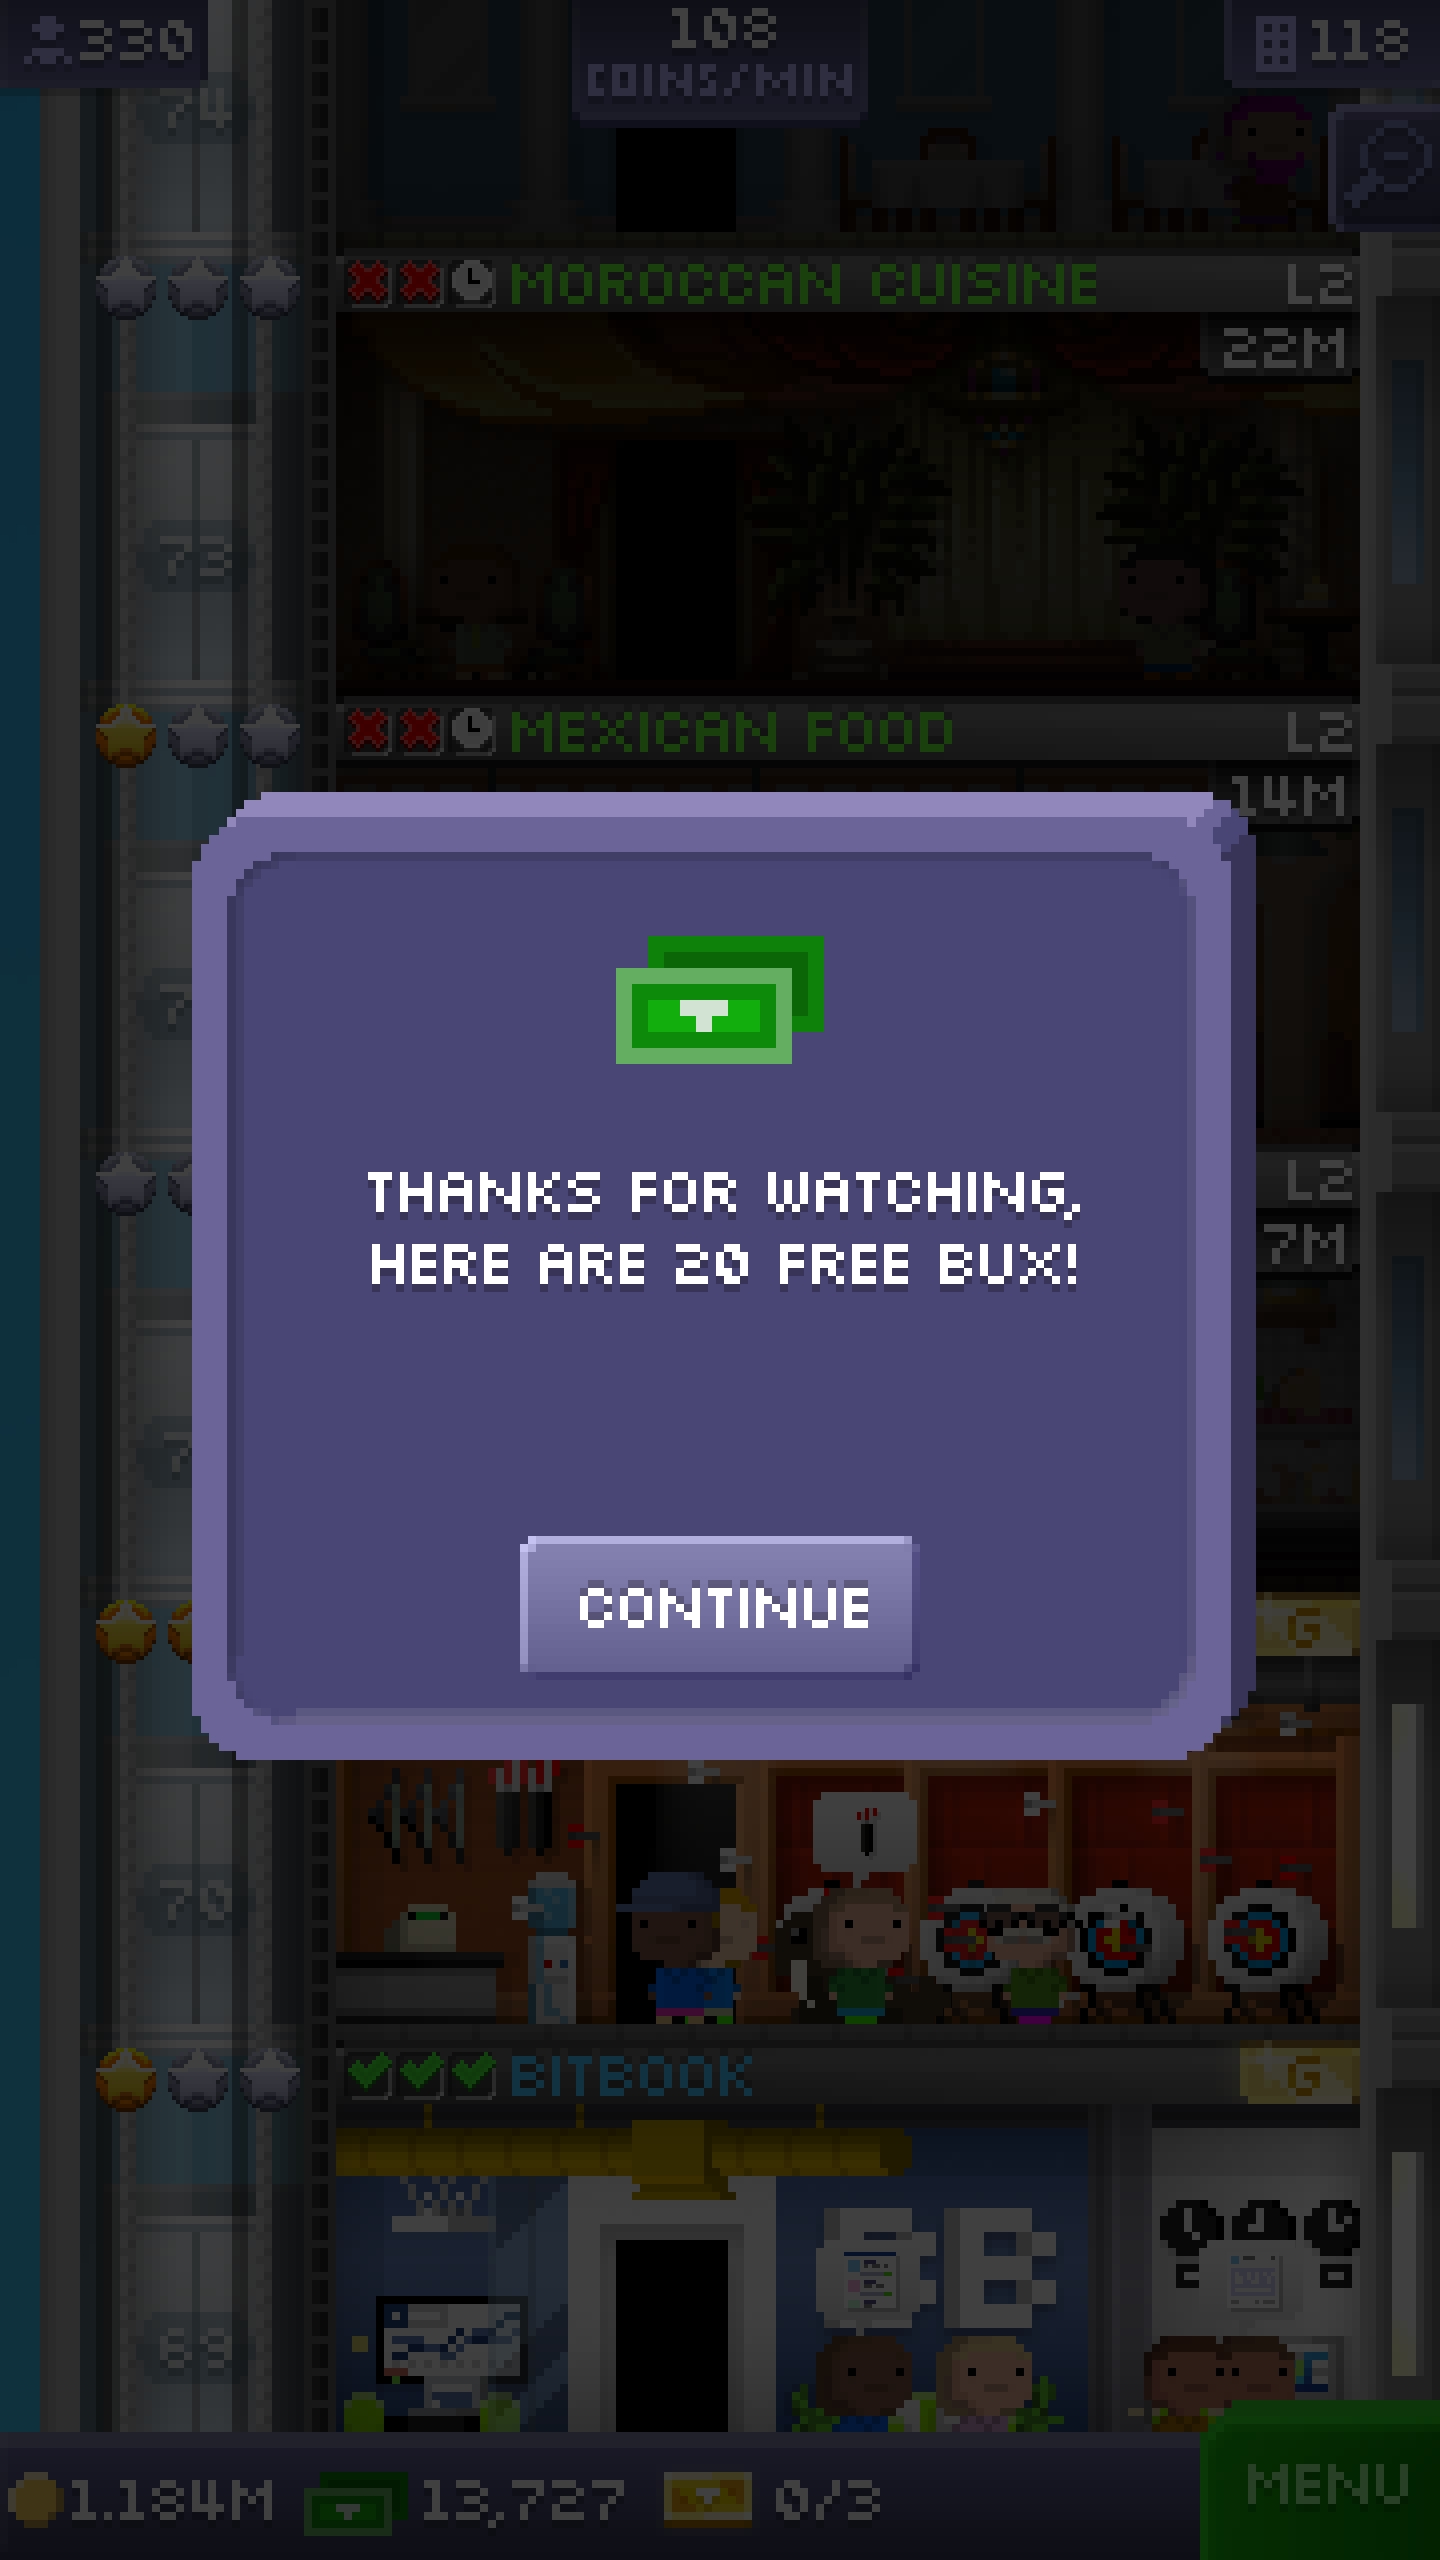 330
108
COINS/MIN
118
74
MOROCCAN CUISINE
L2
22M
73
MEXICAN FOOD
L2
14M
THANKS FOR WATCHING,
HERE ARE 20 FREE BUX!
L2
7M
CONTINUE
G
70
BITBOOK
G
B
BUY
69
1.184M
13,727
0/3
MENU